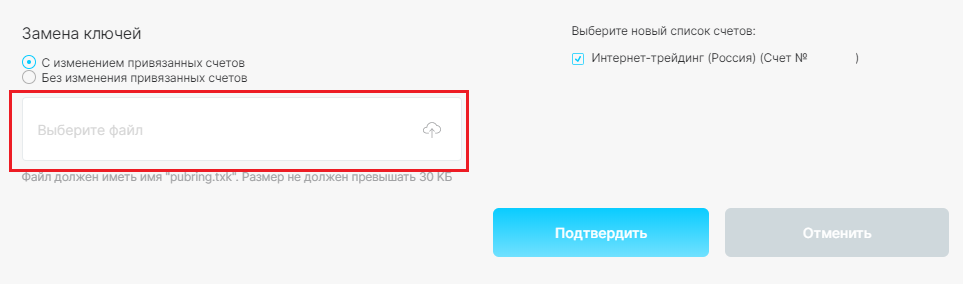 Замена ключей
С изменением привязанных счетов
Без изменения привязанных счетов
Выберите файл
Файл должен иметь имя "pubring.txk". Размер не должен превышать 30 КБ
Выберите новый список счетов:
Интернет-трейдинг (Россия) (Счет № )
Подтвердить
Отменить